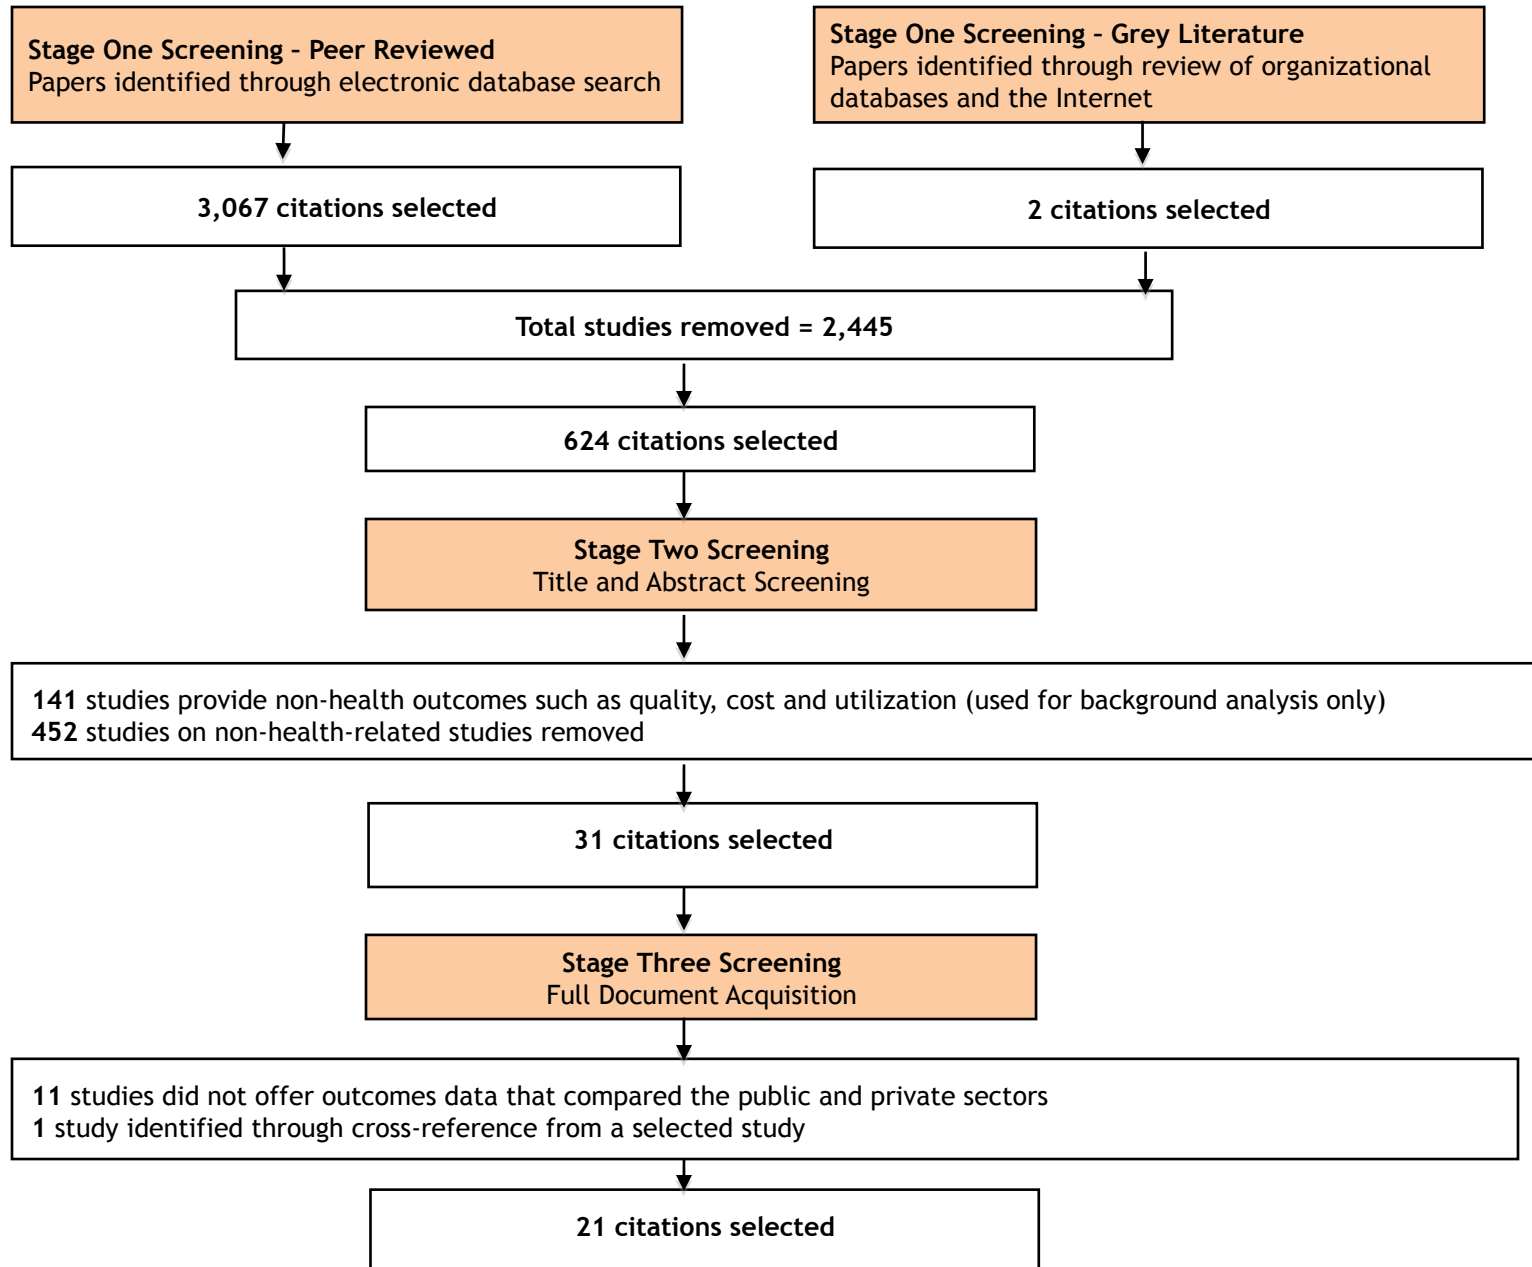 Stage One Screening – Peer Reviewed
Papers identified through electronic database search
Stage One Screening – Grey Literature
Papers identified through review of organizational
databases and the Internet
3,067 citations selected
2 citations selected
Total studies removed = 2,445
624 citations selected
Stage Two Screening
Title and Abstract Screening
141 studies provide non-health outcomes such as quality, cost and utilization (used for background analysis only)
452 studies on non-health-related studies removed
31 citations selected
Stage Three Screening
Full Document Acquisition
11 studies did not offer outcomes data that compared the public and private sectors
1 study identified through cross-reference from a selected study
21 citations selected